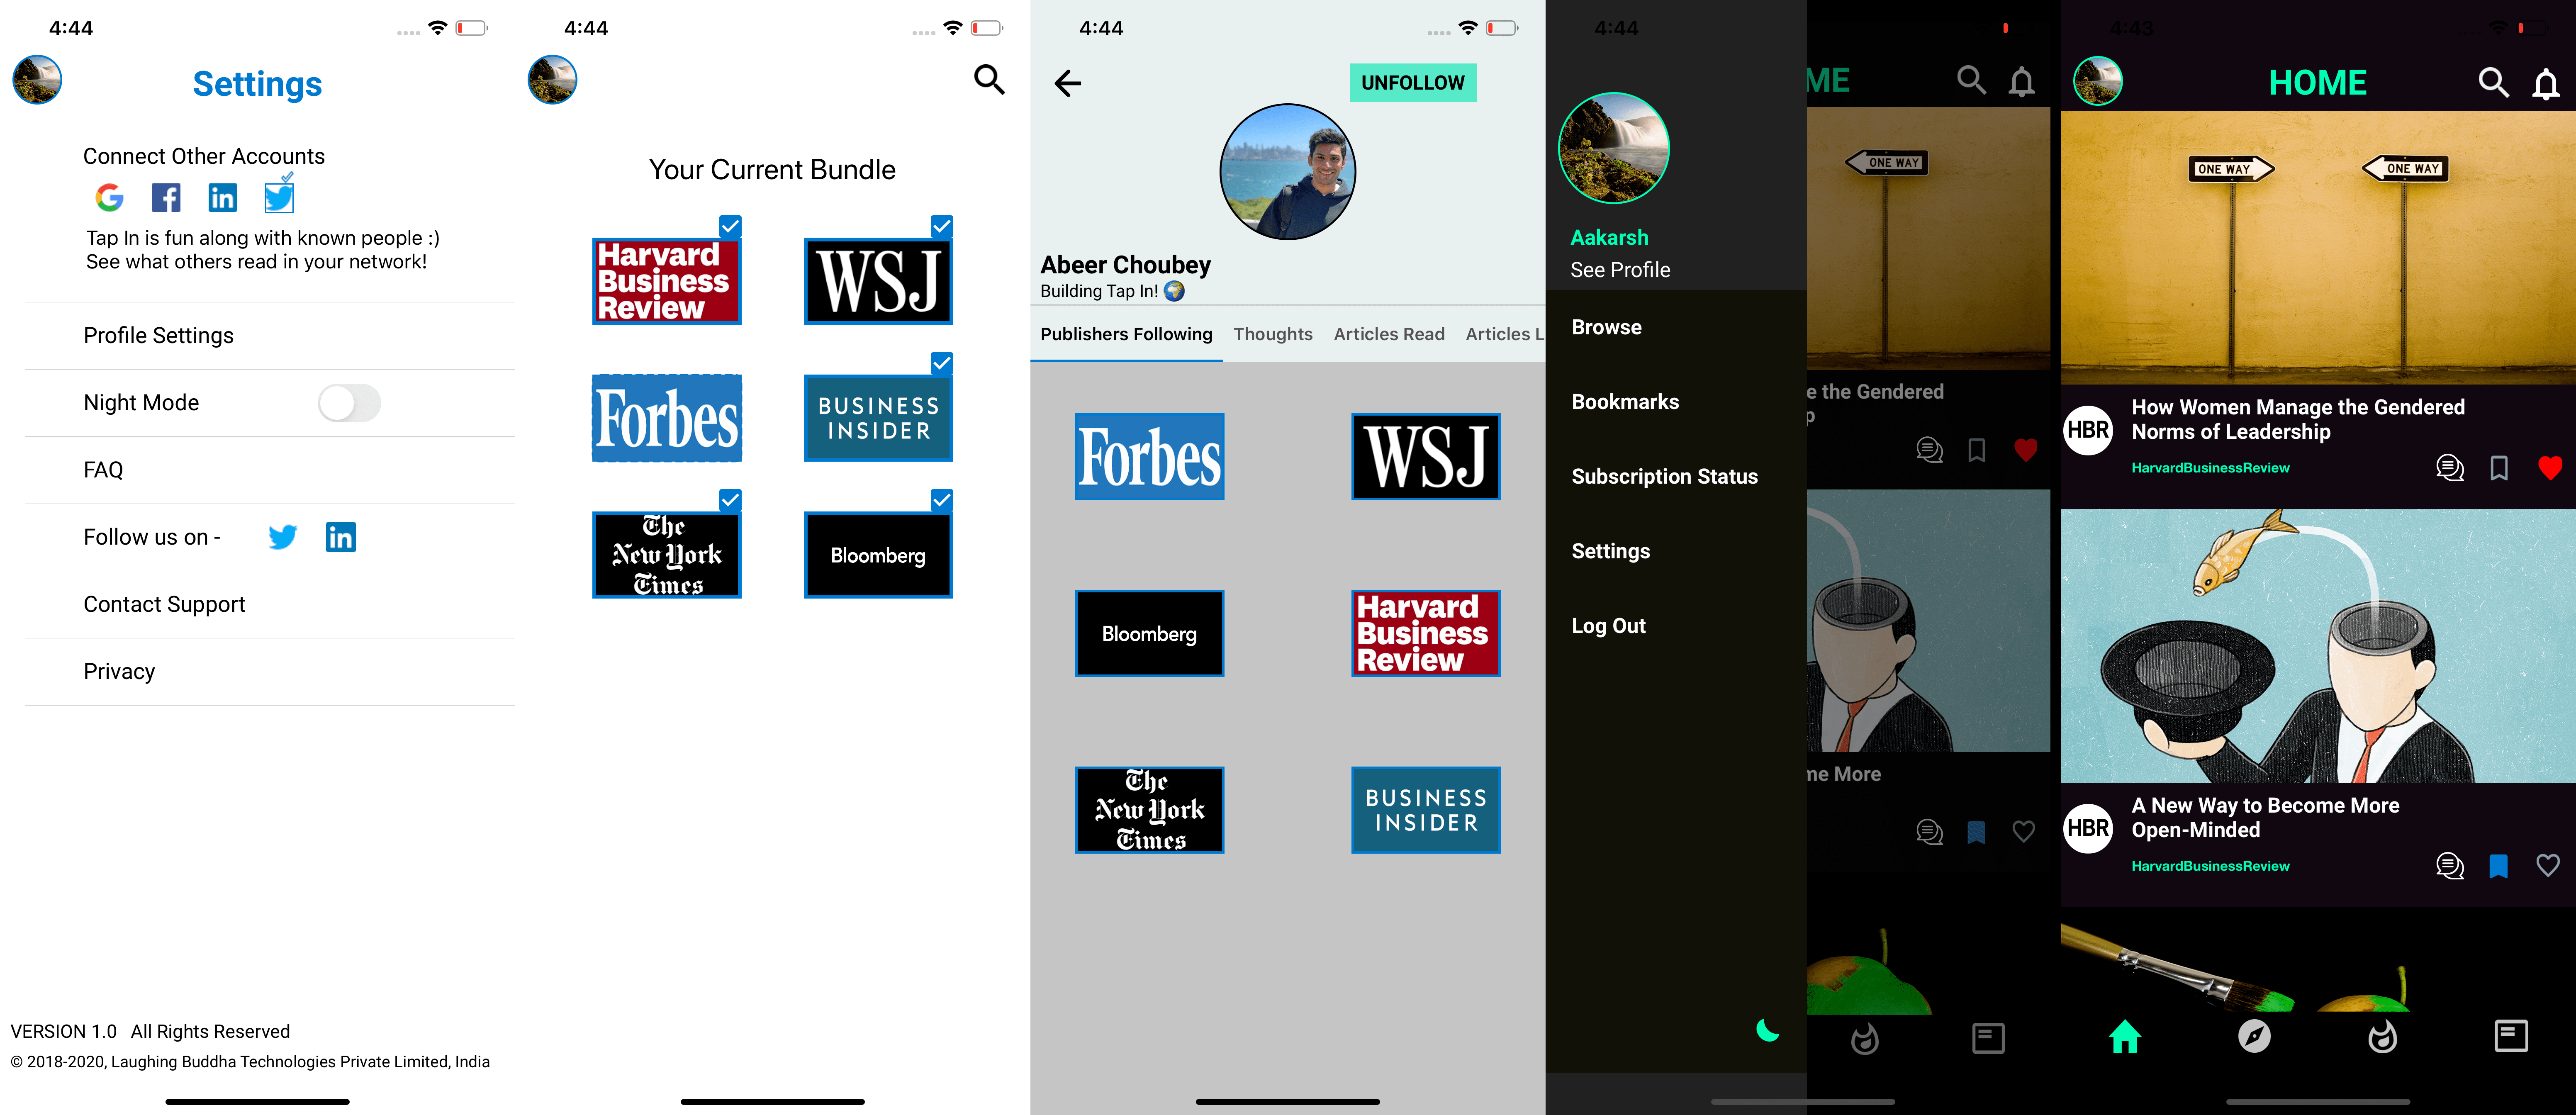 4:44
Settings
Connect Other Accounts
Tap In is fun along with known people :)
See what others read in your network!
Profile Settings
Night Mode
FAQ
Follow us on -
Contact Support
Privacy
VERSION 1.0 All Rights Reserved
© 2018-2020, Laughing Buddha Technologies Private Limited, India
4:44
Your Current Bundle
Harvard
Business
Review
WSJ
Forbes
BUSINESS
INSIDER
The
New York
Times
Bloomberg
4:44
UNFOLLOW
Abeer Choubey
Building Tap In!
Publishers Following Thoughts Articles Read Articles L
Forbes
WSJ
Bloomberg
Harvard
Business
Review
The
New York
Times
BUSINESS
INSIDER
4:44
Aakarsh
See Profile
Browse
Bookmarks
Subscription Status
Settings
Log Out
ME
ONE WAY
e the Gendered
p
me More
4:43
HOME
ONE WAY
ONE WAY
HBR
How Women Manage the Gendered
Norms of Leadership
HarvardBusinessReview
HBR
A New Way to Become More
Open-Minded
HarvardBusinessReview